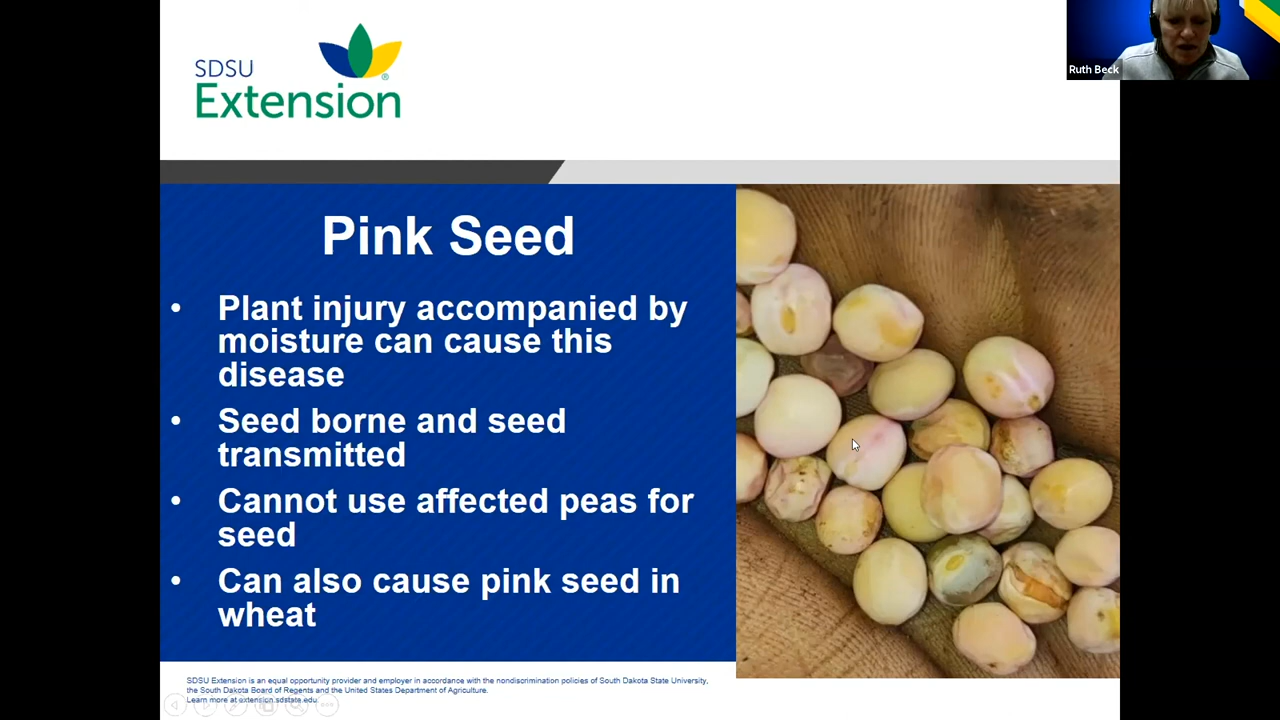 Ruth Beck
SDSU
Extension
®
Pink Seed
• Plant injury accompanied by
moisture can cause this
disease
• Seed borne and seed
transmitted
• Cannot use affected peas for
seed
• Can also cause pink seed in
wheat
SDSU Extension is an equal opportunity provider and employer in accordance with the nondiscrimination policies of South Dakota State University,
the South Dakota Board of Regents and the United States Department of Agriculture.
Learn more at extension.sdstate.edu.